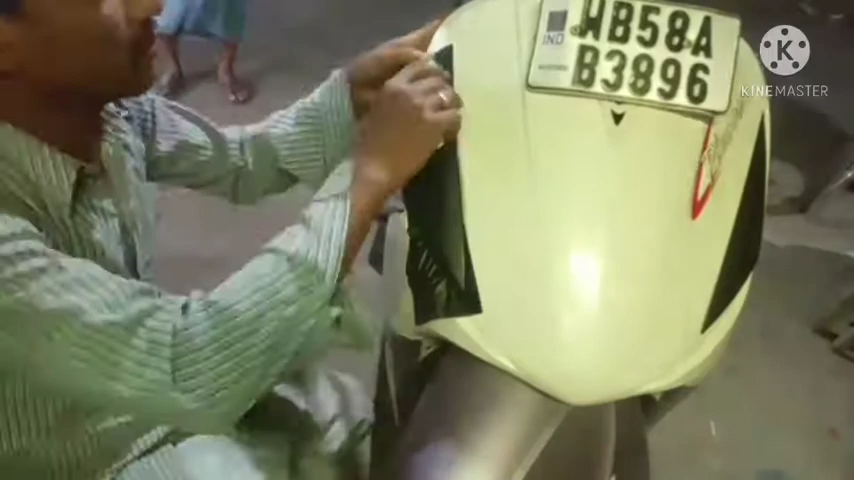 WB58A
B3896
IND
K
KINEMASTER